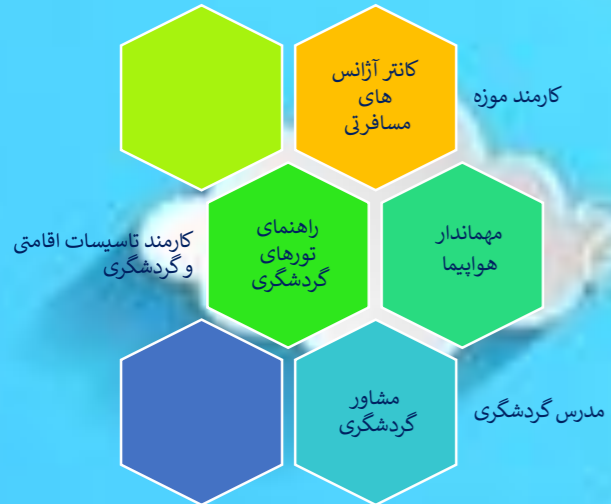 کانتر آژانس
های
مسافرتی
کارمند موزه
راهنمای
تورهای
گردشگری
مهماندار
هواپیما
کارمند تاسیسات اقامتی
و گردشگری
مشاور
گردشگری
مدرس گردشگری